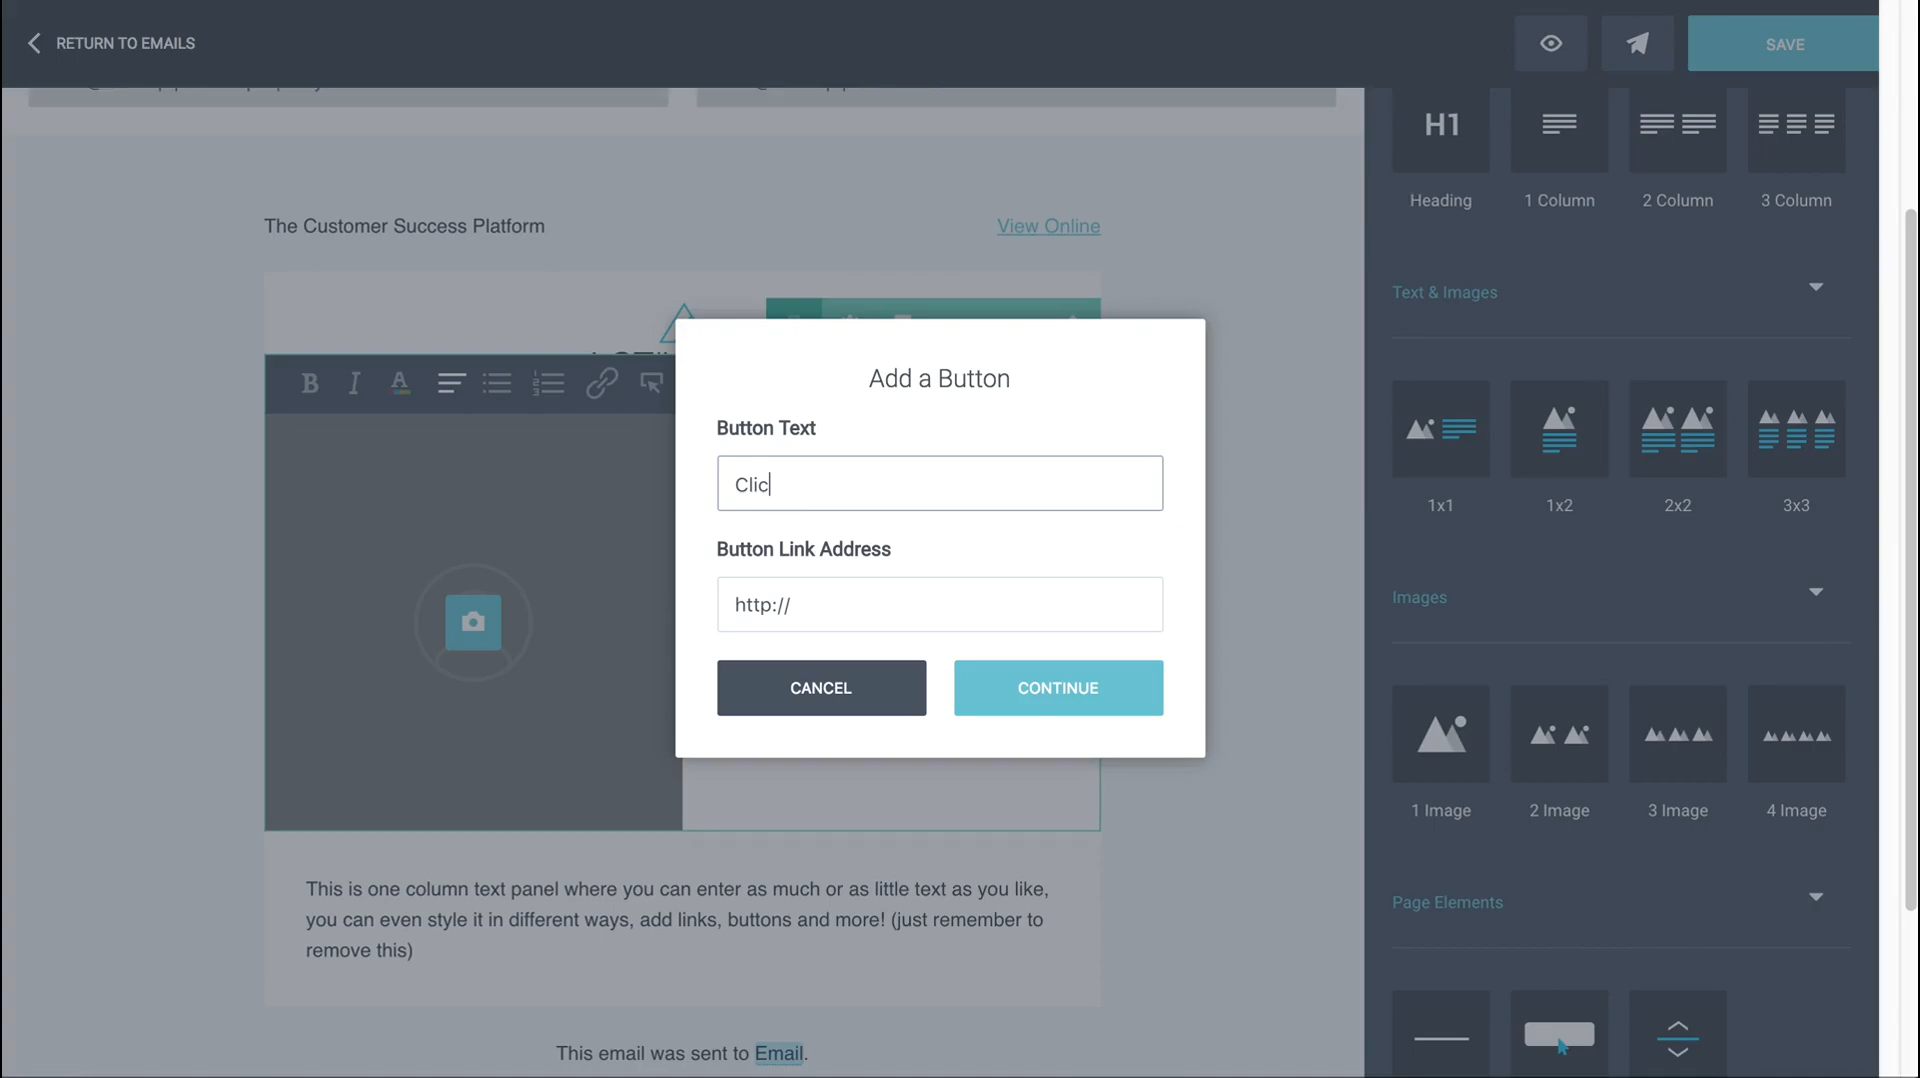 RETURN TO EMAILS
SAVE
H1
Heading
1 Column
2 Column
3 Column
The Customer Success Platform
View Online
Text & Images
Add a Button
B I A
Button Text
Clic
1x1
1x2
2x2
3x3
Button Link Address
http://
Images
CANCEL
CONTINUE
1 Image
2 Image
3 Image
4 Image
This is one column text panel where you can enter as much or as little text as you like,
you can even style it in different ways, add links, buttons and more! (just remember to
remove this)
Page Elements
This email was sent to Email.